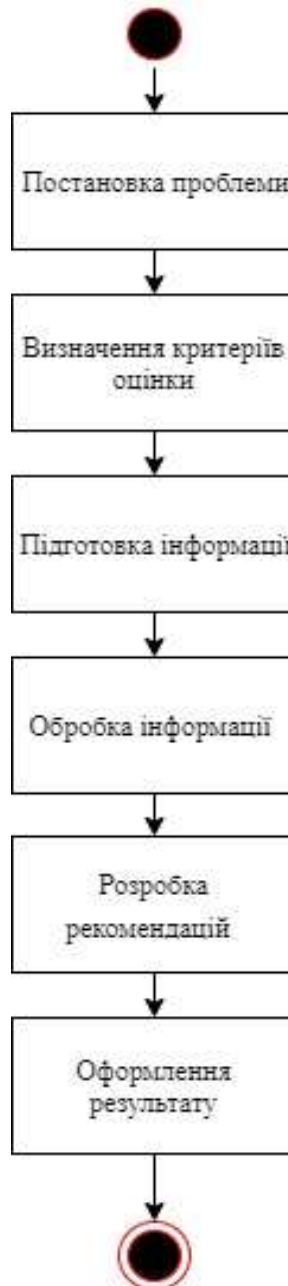 Постановка проблеми
Визначення критеріїв
оцінки
Підготовка інформації
Обробка інформації
Розробка
рекомендацій
Оформлення
результату